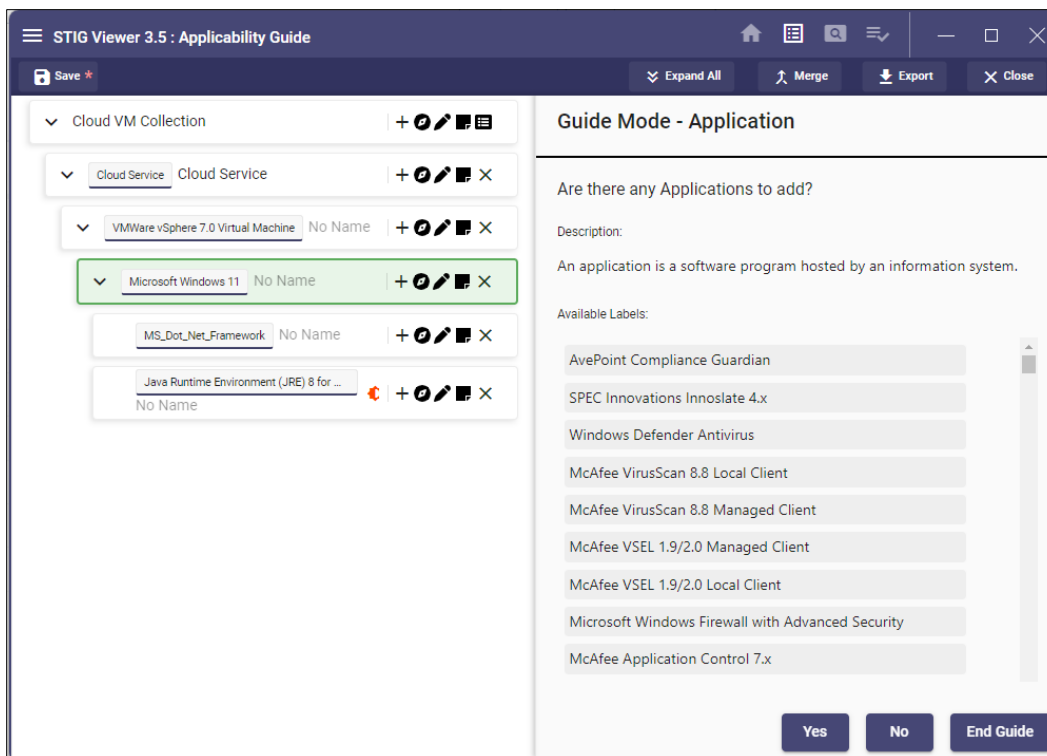 STIG Viewer 3.5 : Applicability Guide
Save *
Expand All
Merge
Export
Close
Cloud VM Collection
Cloud Service Cloud Service
VMWare vSphere 7.0 Virtual Machine No Name
Microsoft Windows 11 No Name
MS_Dot_Net_Framework No Name
Java Runtime Environment (JRE) 8 for ...
No Name
Guide Mode - Application
Are there any Applications to add?
Description:
An application is a software program hosted by an information system.
Available Labels:
AvePoint Compliance Guardian
SPEC Innovations Innoslate 4.x
Windows Defender Antivirus
McAfee VirusScan 8.8 Local Client
McAfee VirusScan 8.8 Managed Client
McAfee VSEL 1.9/2.0 Managed Client
McAfee VSEL 1.9/2.0 Local Client
Microsoft Windows Firewall with Advanced Security
McAfee Application Control 7.x
Yes
No
End Guide